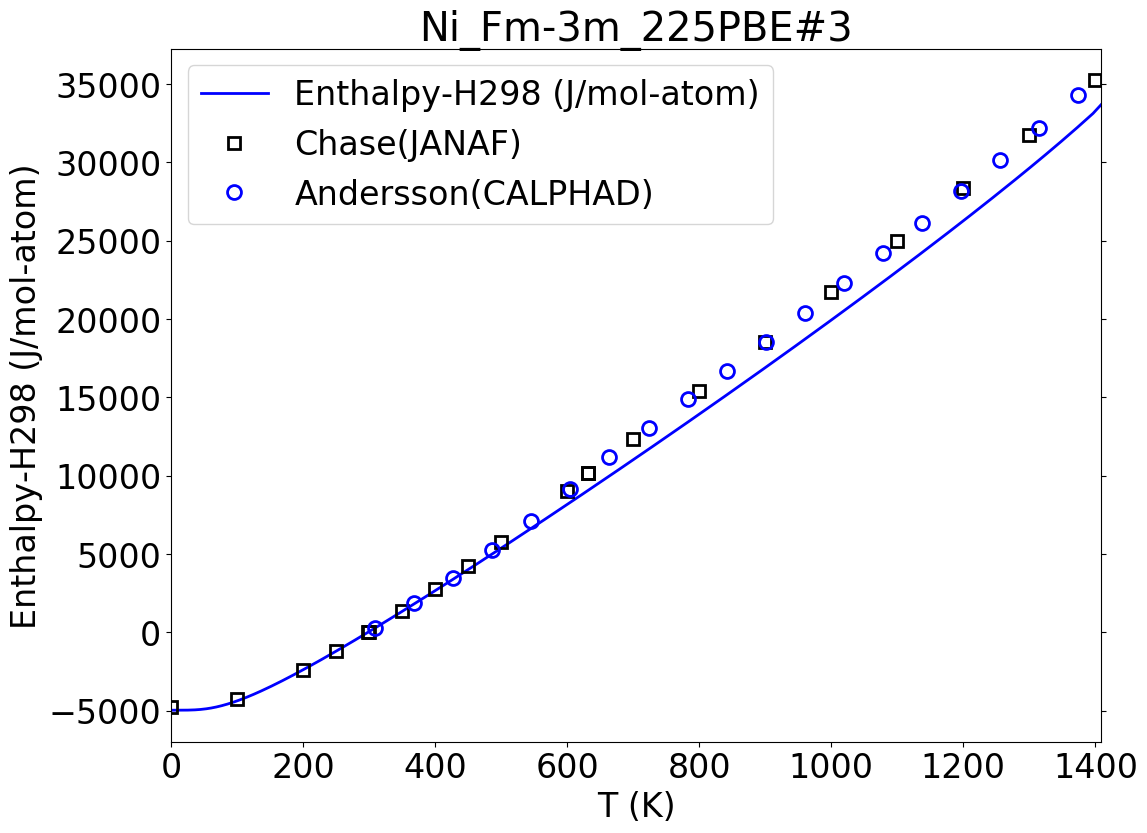 Ni_Fm-3m_225PBE#3
Enthalpy-H298 (J/mol-atom)
Chase(JANAF)
Andersson(CALPHAD)
Enthalpy-H298 (J/mol-atom)
35000
30000
25000
20000
15000
10000
5000
0
−5000
0 200 400 600 800 1000 1200 1400
T (K)